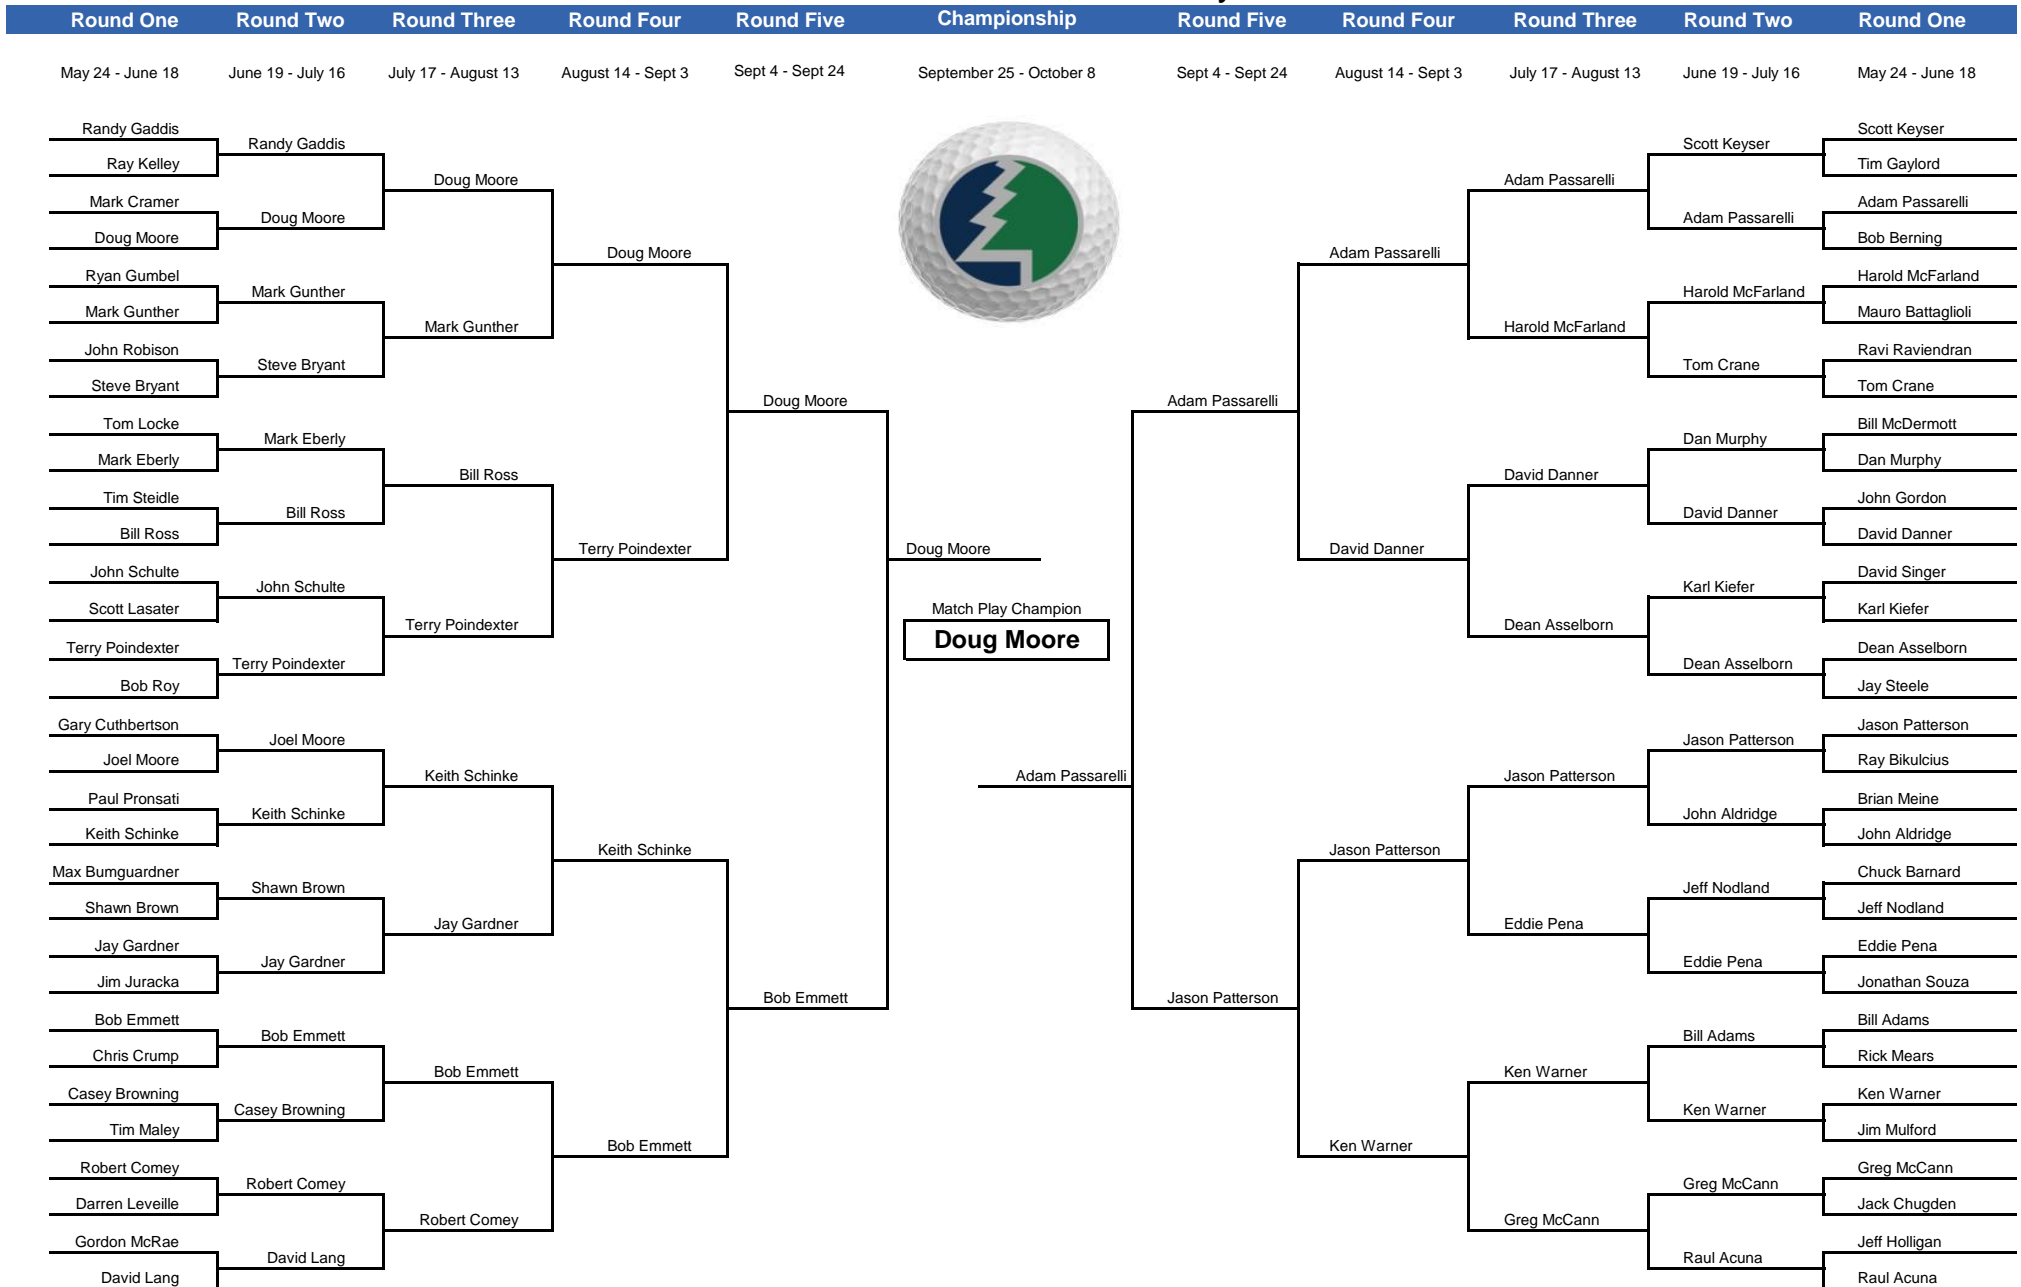 Round One Round Two Round Three Round Four Round Five Championship Round Five Round Four Round Three Round Two Round One
May 24 - June 18 June 19 - July 16 July 17 - August 13 August 14 - Sept 3 Sept 4 - Sept 24 September 25 - October 8 Sept 4 - Sept 24 August 14 - Sept 3 July 17 - August 13 June 19 - July 16 May 24 - June 18
Randy Gaddis Scott Keyser
Randy Gaddis Scott Keyser
Ray Kelley Tim Gaylord
Doug Moore Adam Passarelli
Mark Cramer Adam Passarelli
Doug Moore Adam Passarelli
Doug Moore Bob Berning
Doug Moore Adam Passarelli
Ryan Gumbel Harold McFarland
Mark Gunther Harold McFarland
Mark Gunther Mauro Battaglioli
Mark Gunther Harold McFarland
John Robison Ravi Raviendran
Steve Bryant Tom Crane
Steve Bryant Tom Crane
Doug Moore Adam Passarelli
Tom Locke Bill McDermott
Mark Eberly Dan Murphy
Mark Eberly Dan Murphy
Bill Ross David Danner
Tim Steidle John Gordon
Bill Ross David Danner
Bill Ross David Danner
Terry Poindexter Doug Moore David Danner
John Schulte David Singer
John Schulte Karl Kiefer
Scott Lasater Match Play Champion Karl Kiefer
Terry Poindexter Dean Asselborn
Doug Moore
Terry Poindexter Dean Asselborn
Terry Poindexter Dean Asselborn
Bob Roy Jay Steele
Gary Cuthbertson Jason Patterson
Joel Moore Jason Patterson
Joel Moore Ray Bikulcius
Keith Schinke Adam Passarelli Jason Patterson
Paul Pronsati Brian Meine
Keith Schinke John Aldridge
Keith Schinke John Aldridge
Keith Schinke Jason Patterson
Max Bumguardner Chuck Barnard
Shawn Brown Jeff Nodland
Shawn Brown Jeff Nodland
Jay Gardner Eddie Pena
Jay Gardner Eddie Pena
Jay Gardner Eddie Pena
Jim Juracka Jonathan Souza
Bob Emmett Jason Patterson
Bob Emmett Bill Adams
Bob Emmett Bill Adams
Chris Crump Rick Mears
Bob Emmett Ken Warner
Casey Browning Ken Warner
Casey Browning Ken Warner
Tim Maley Jim Mulford
Bob Emmett Ken Warner
Robert Comey Greg McCann
Robert Comey Greg McCann
Darren Leveille Jack Chugden
Robert Comey Greg McCann
Gordon McRae Jeff Holligan
David Lang Raul Acuna
David Lang Raul Acuna